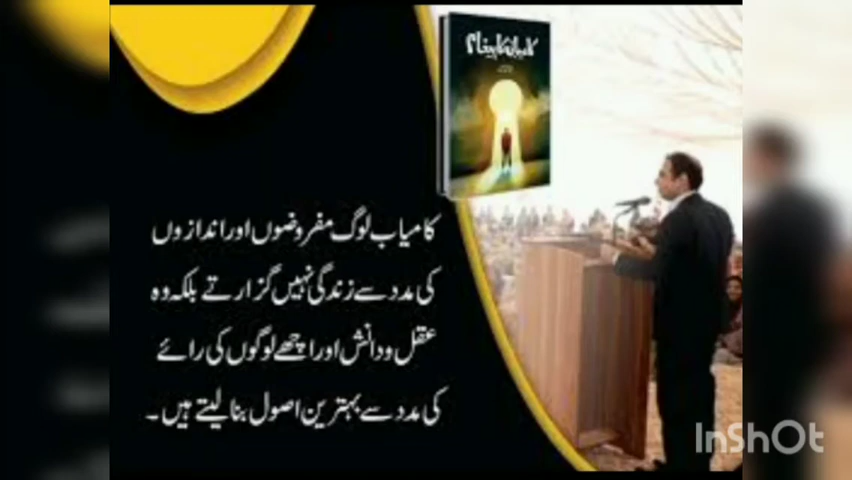 کامیابی کا پیغام
کامیاب لوگ مفروضوں اور اندازوں
کی مدد سے زندگی نہیں گزارتے بلکہ وہ
عقل و دانش اور اچھے لوگوں کی رائے
کی مدد سے بہترین اصول بنا لیتے ہیں۔
InShOt